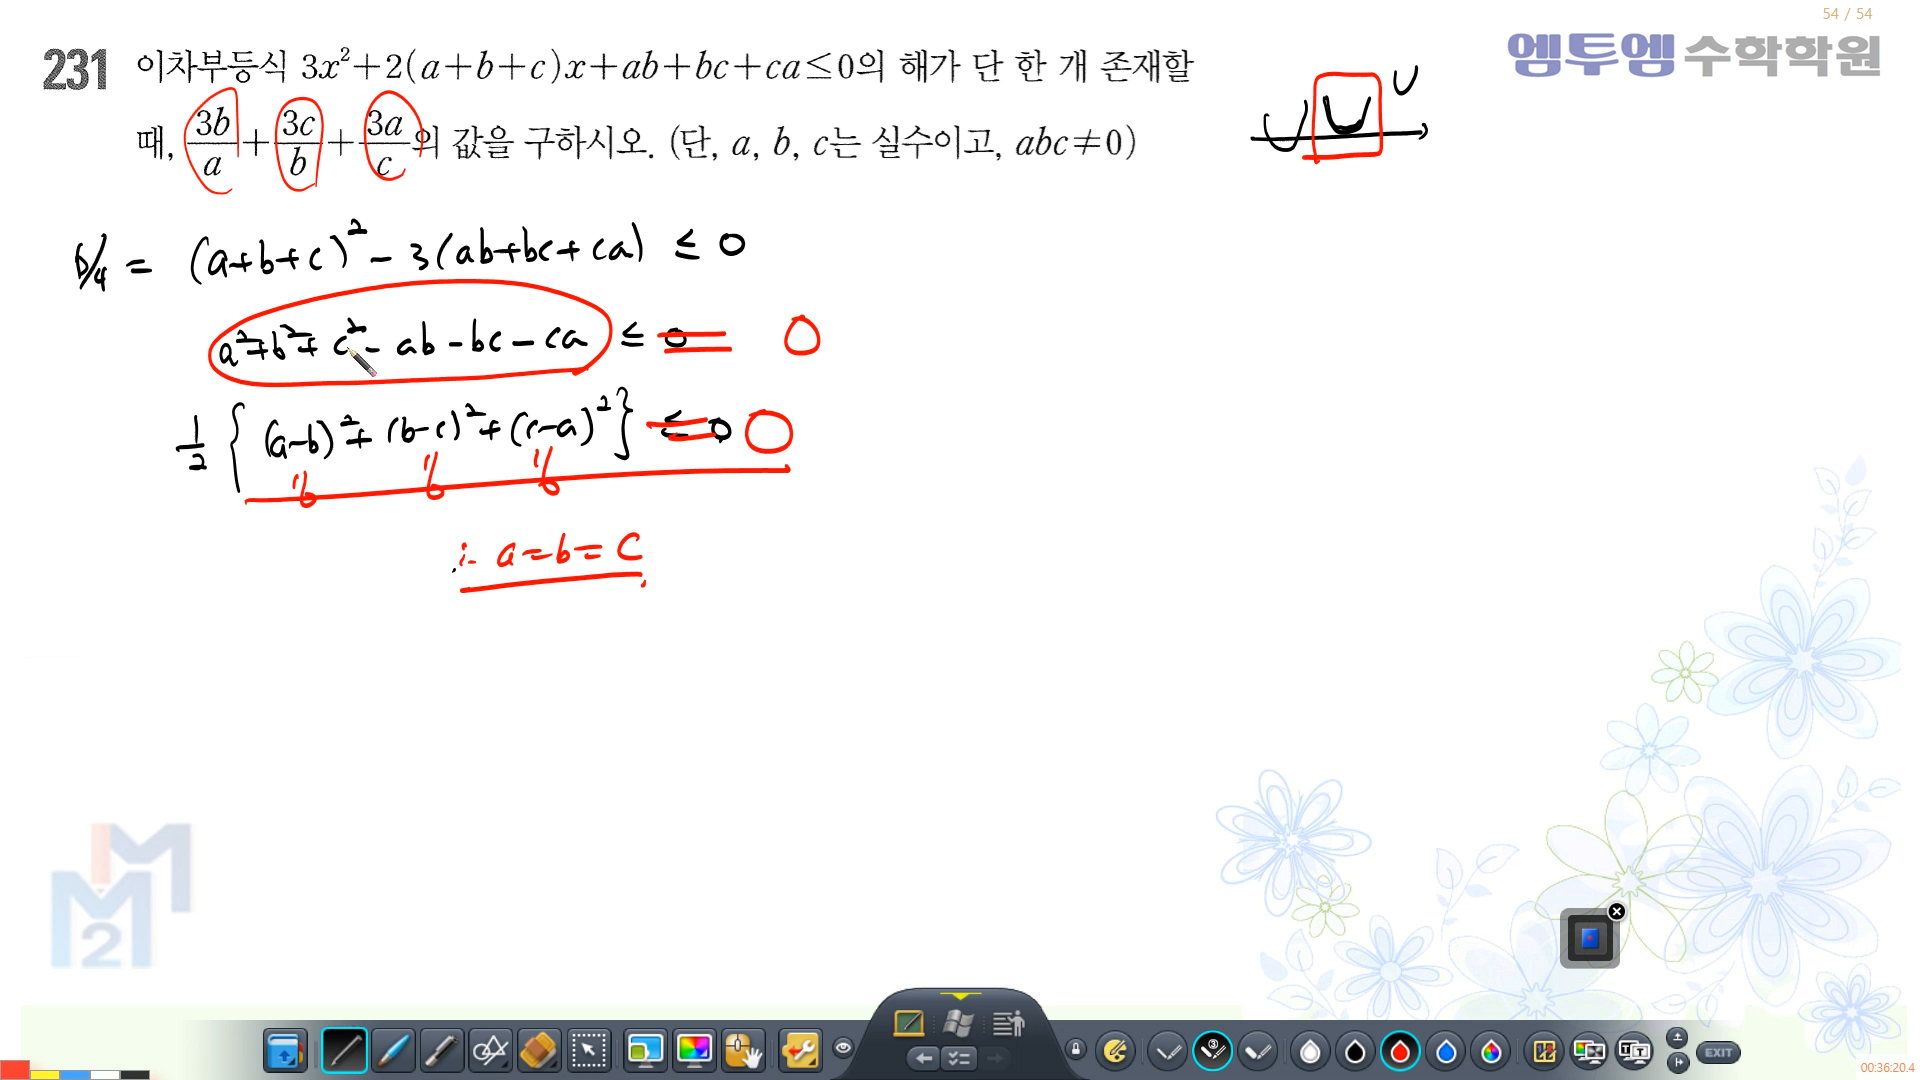 54 / 54
엠투엠 수학학원
231 이차부등식 3x²+2(a+b+c)x+ab+bc+ca≤0의 해가 단 한 개 존재할
때, 3b/a + 3c/b + 3a/c 의 값을 구하시오. (단, a, b, c는 실수이고, abc≠0)
D/4 = (a+b+c)² - 3(ab+bc+ca) ≤ 0
a²+b²+c²-ab-bc-ca ≤ 0 = 0
1/2 { (a-b)²+(b-c)²+(c-a)² } ≤ 0 = 0
" 0 " 0 " 0
∴ a=b=c
M2M
EXIT
00:36:20.4